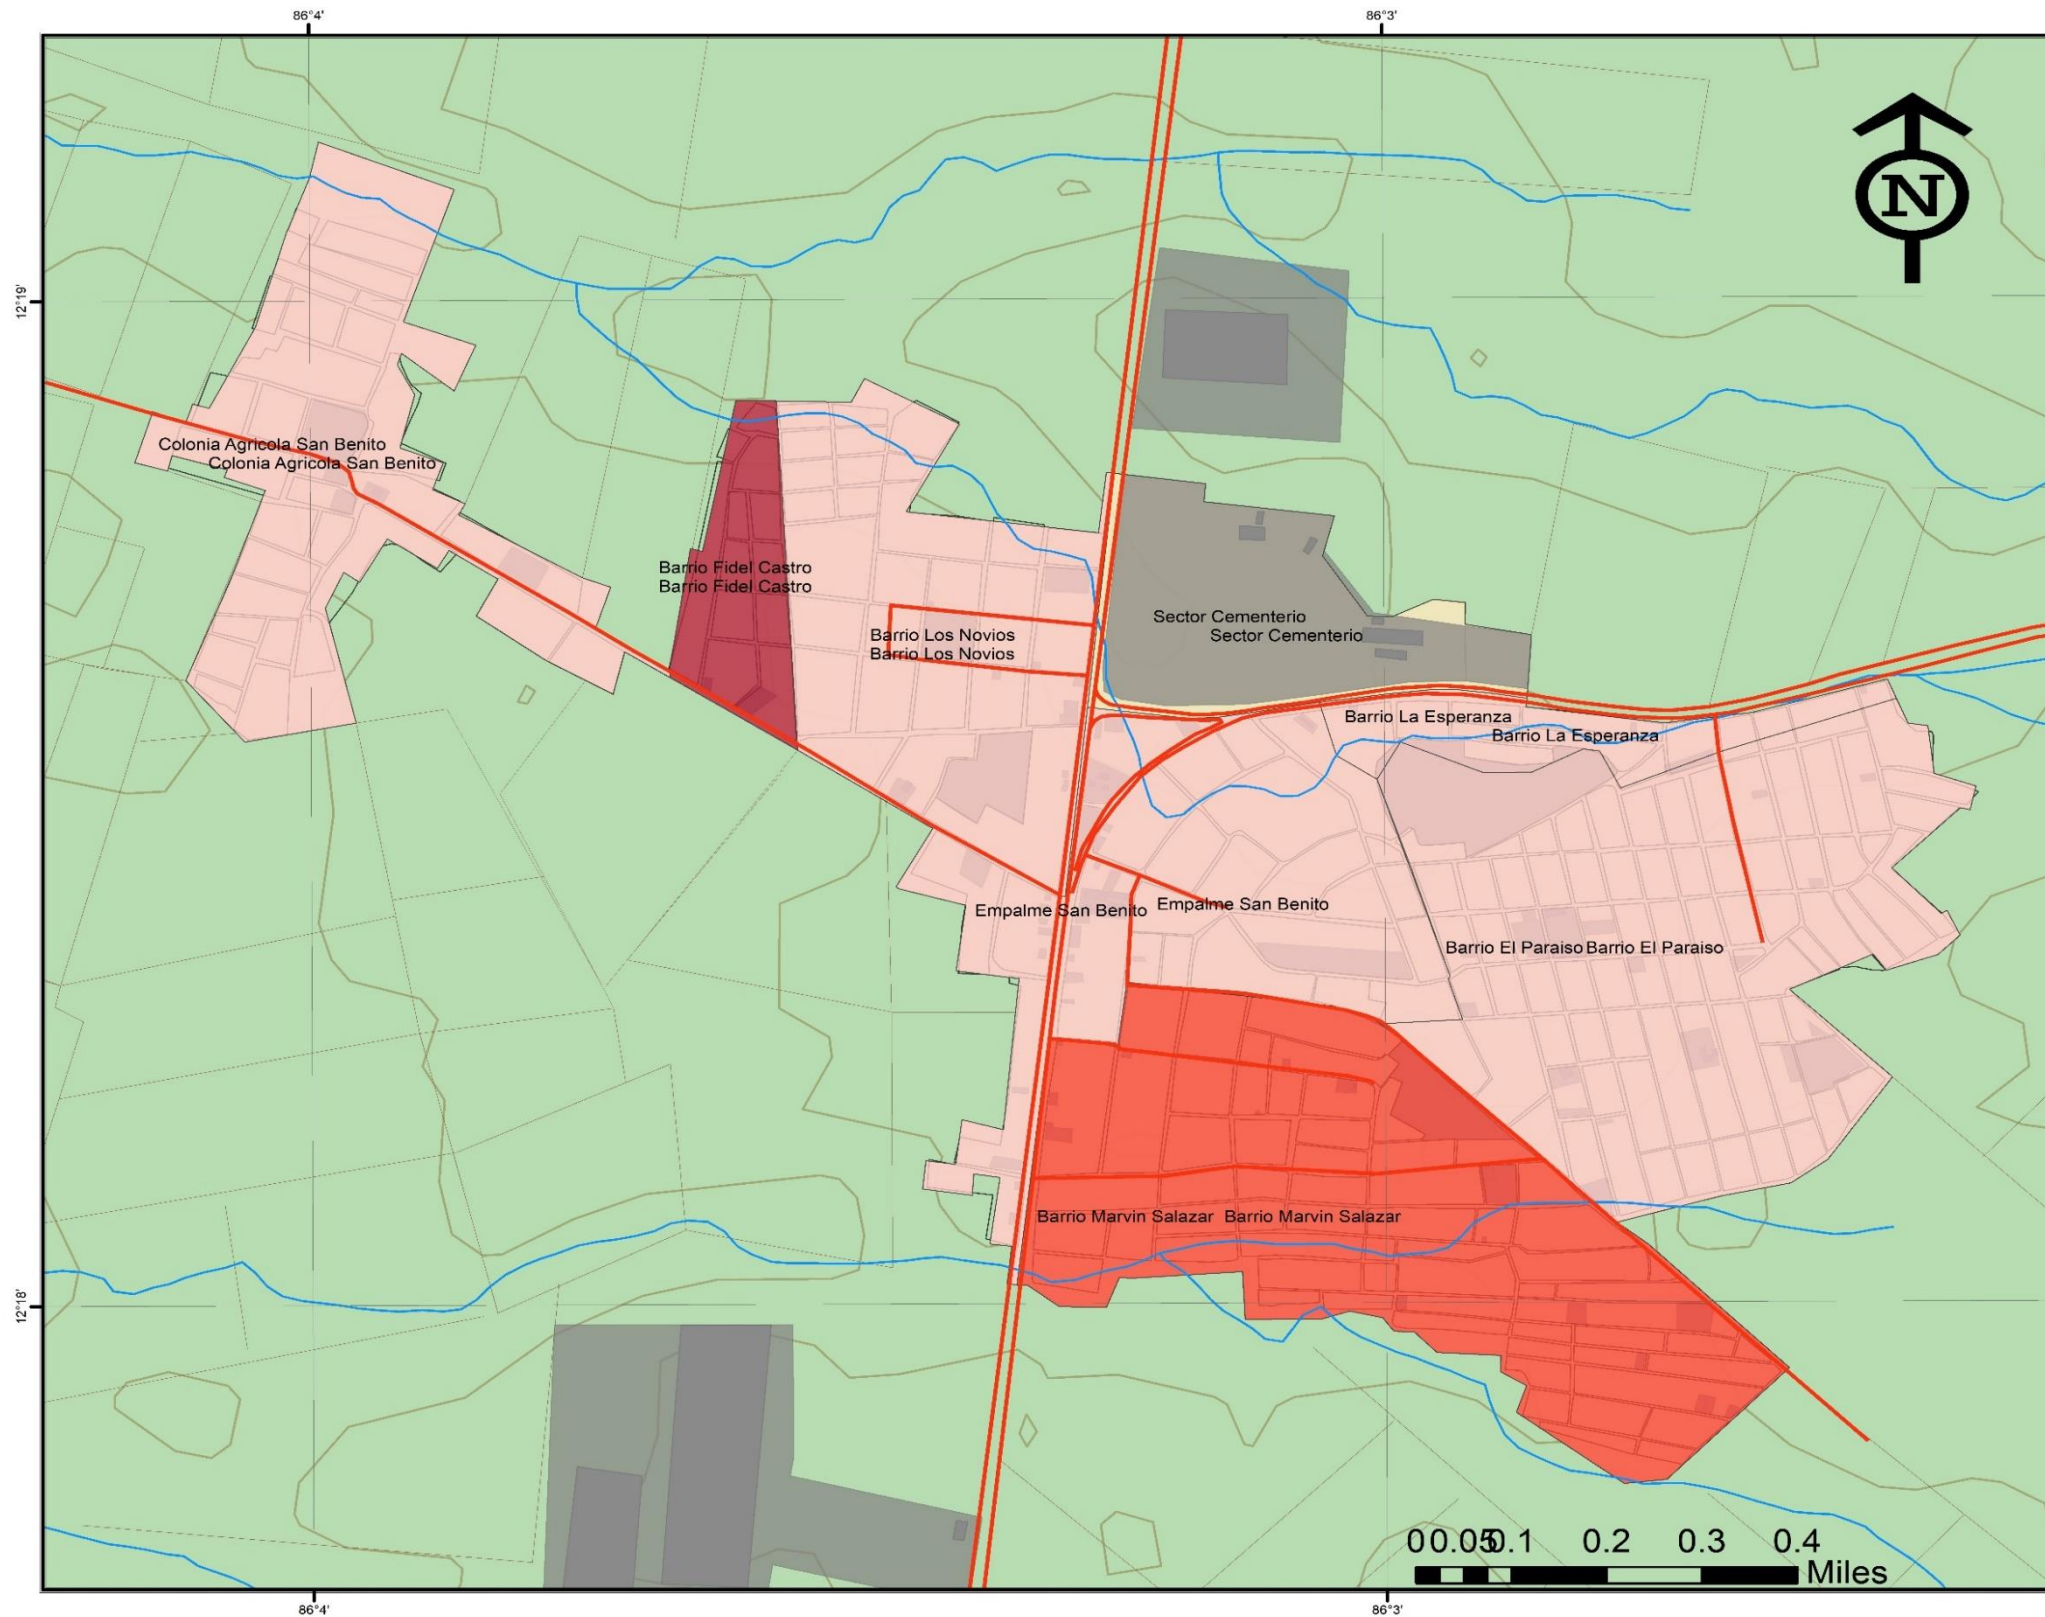 86°4' 86°3'
N
12°19'
Colonia Agricola San Benito
Colonia Agricola San Benito
Barrio Fidel Castro
Barrio Fidel Castro
Sector Cementerio
Sector Cementerio
Barrio Los Novios
Barrio Los Novios
Barrio La Esperanza
Barrio La Esperanza
Empalme San Benito
Empalme San Benito
Barrio El Paraiso Barrio El Paraiso
Barrio Marvin Salazar Barrio Marvin Salazar
12°18'
0 0.05 0.1 0.2 0.3 0.4
Miles
86°4' 86°3'